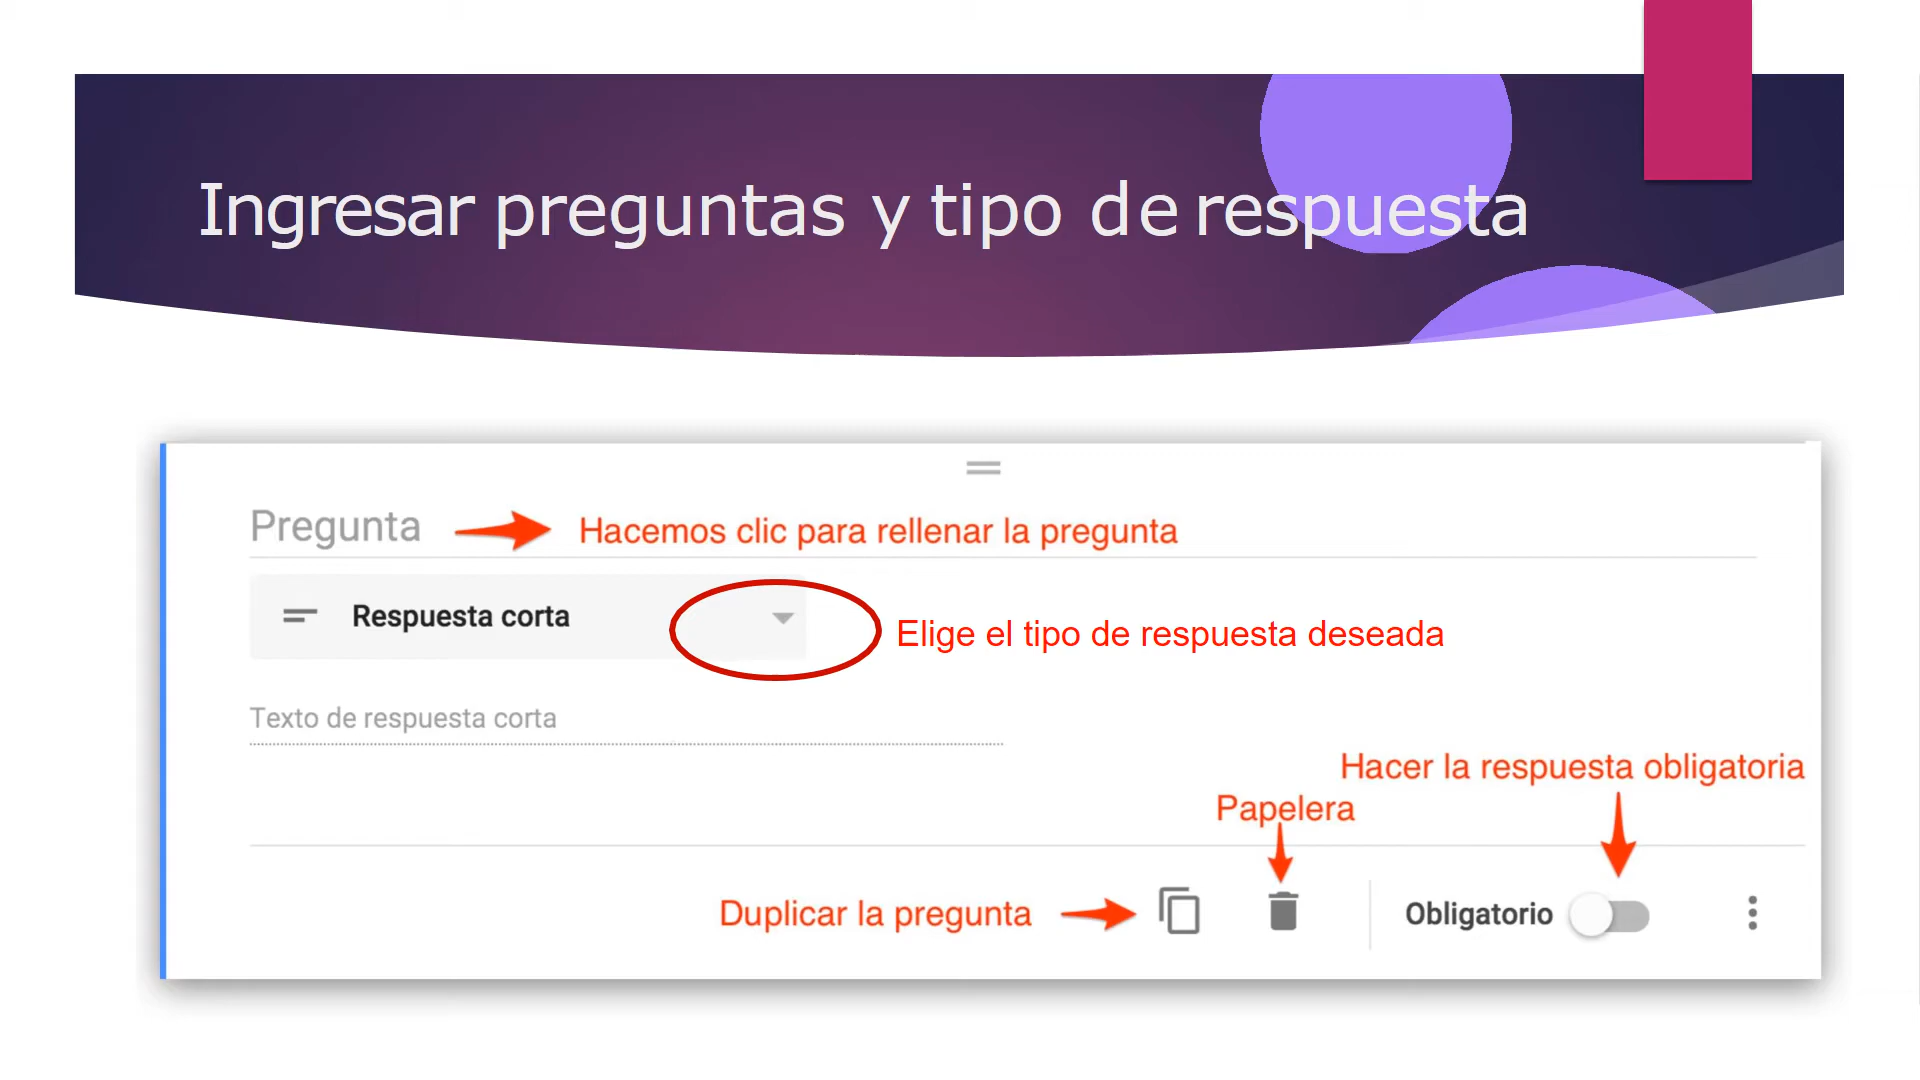 Ingresar preguntas y tipo de respuesta
Pregunta
Hacemos clic para rellenar la pregunta
Respuesta corta
Elige el tipo de respuesta deseada
Texto de respuesta corta
Hacer la respuesta obligatoria
Papelera
Duplicar la pregunta
Obligatorio